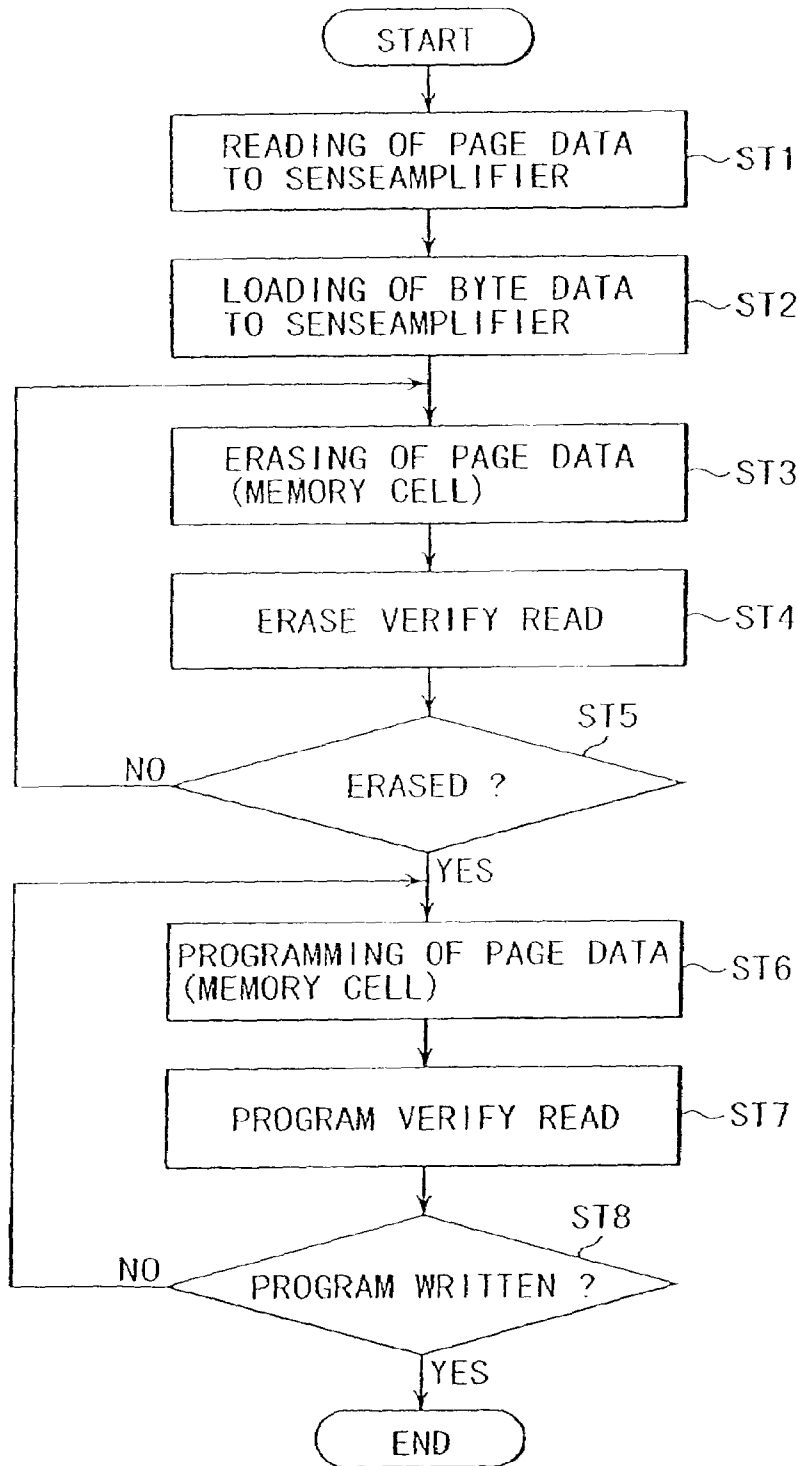 START
READING OF PAGE DATA
TO SENSEAMPLIFIER
ST1
LOADING OF BYTE DATA
TO SENSEAMPLIFIER
ST2
ERASING OF PAGE DATA
(MEMORY CELL)
ST3
ERASE VERIFY READ
ST4
ST5
NO
ERASED ?
YES
PROGRAMMING OF PAGE DATA
(MEMORY CELL)
ST6
PROGRAM VERIFY READ
ST7
ST8
NO
PROGRAM WRITTEN ?
YES
END